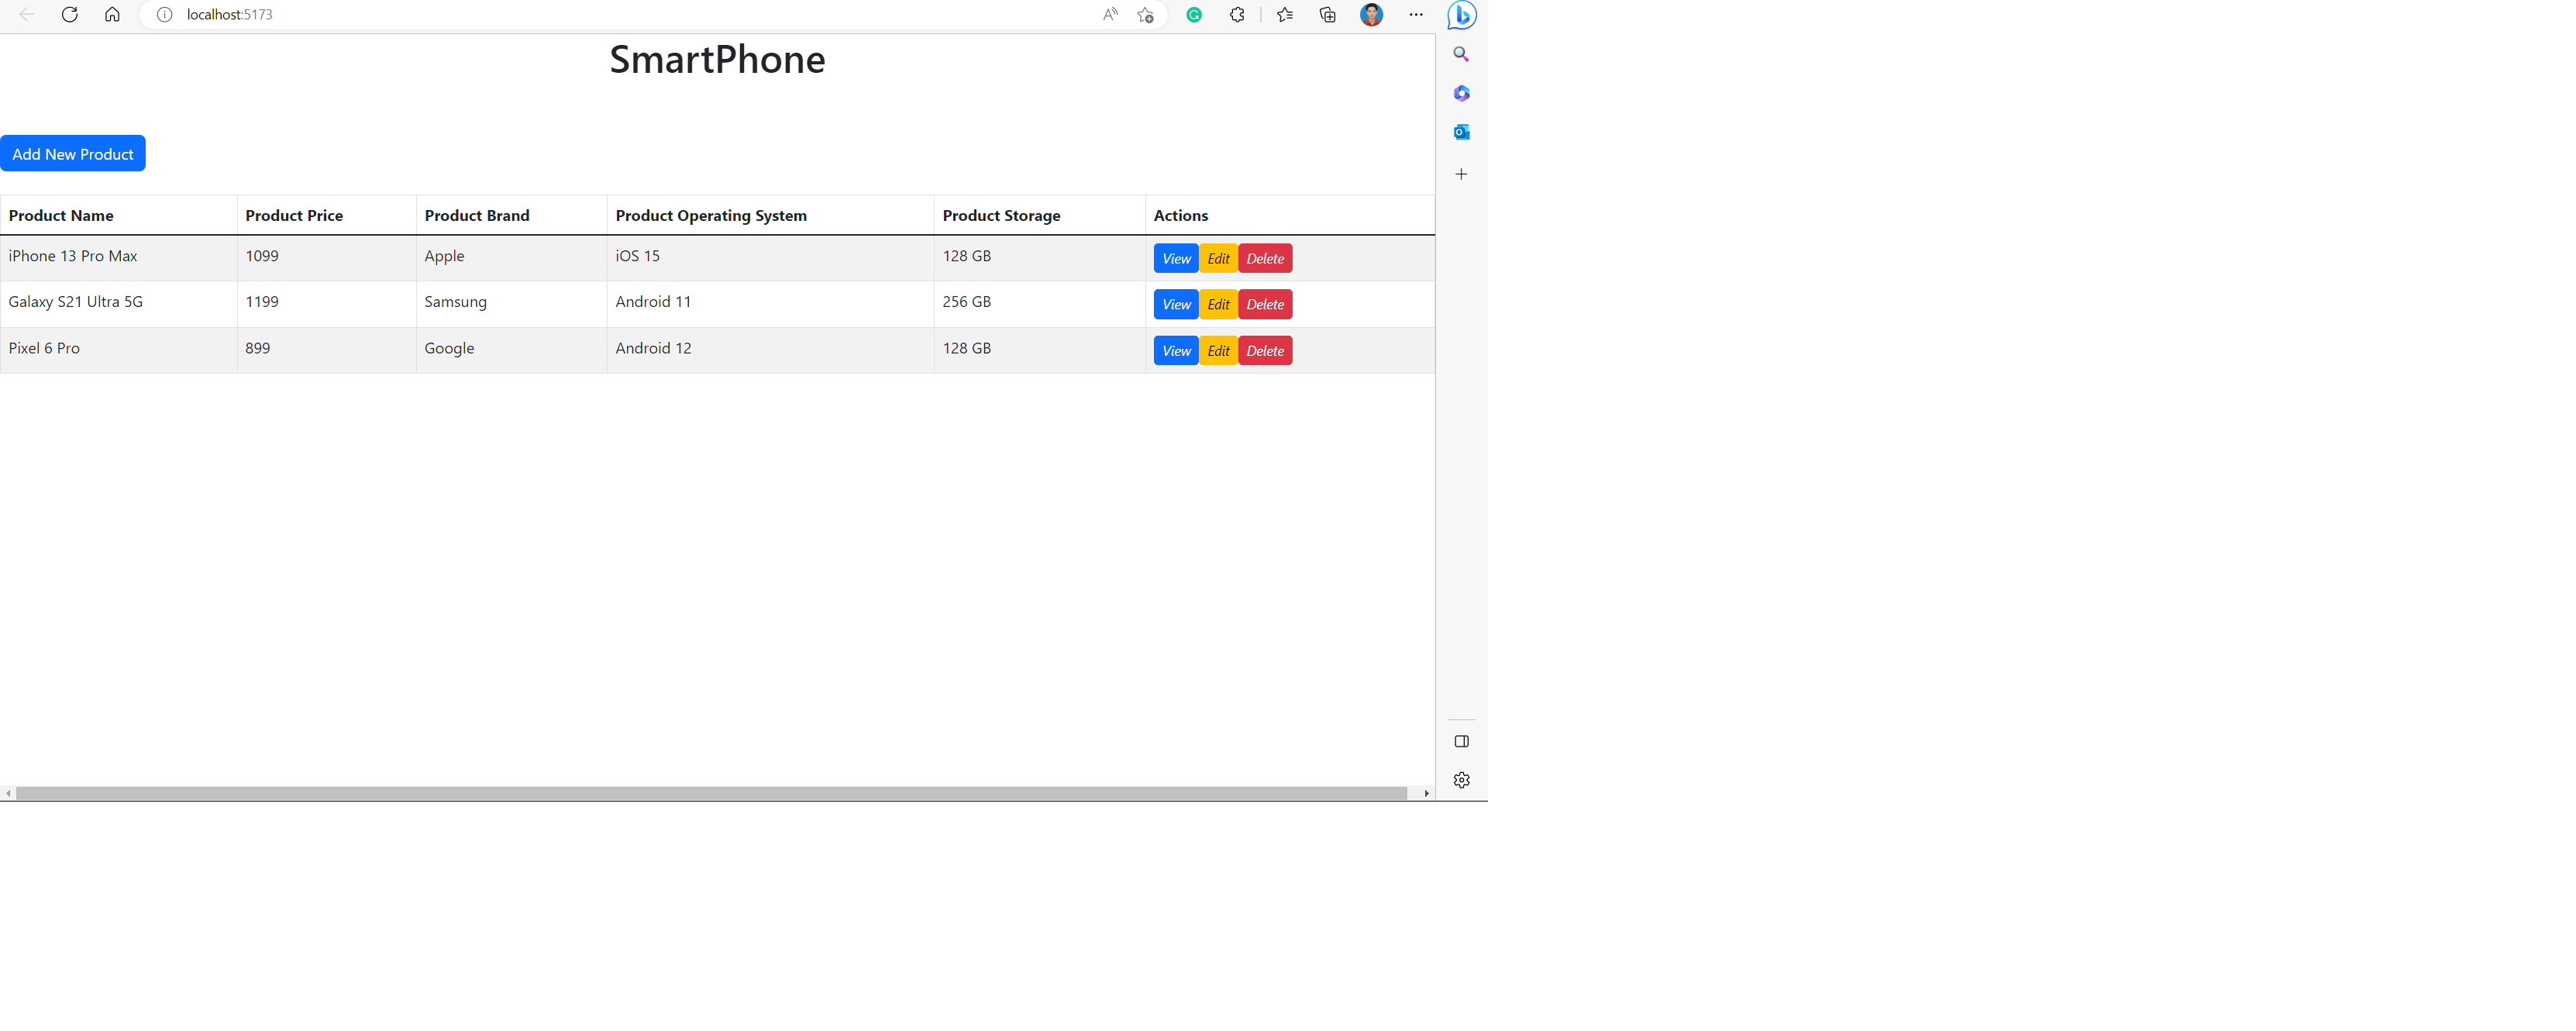 localhost:5173
SmartPhone
Add New Product
Product Name Product Price Product Brand Product Operating System Product Storage Actions
iPhone 13 Pro Max 1099 Apple iOS 15 128 GB View Edit Delete
Galaxy S21 Ultra 5G 1199 Samsung Android 11 256 GB View Edit Delete
Pixel 6 Pro 899 Google Android 12 128 GB View Edit Delete